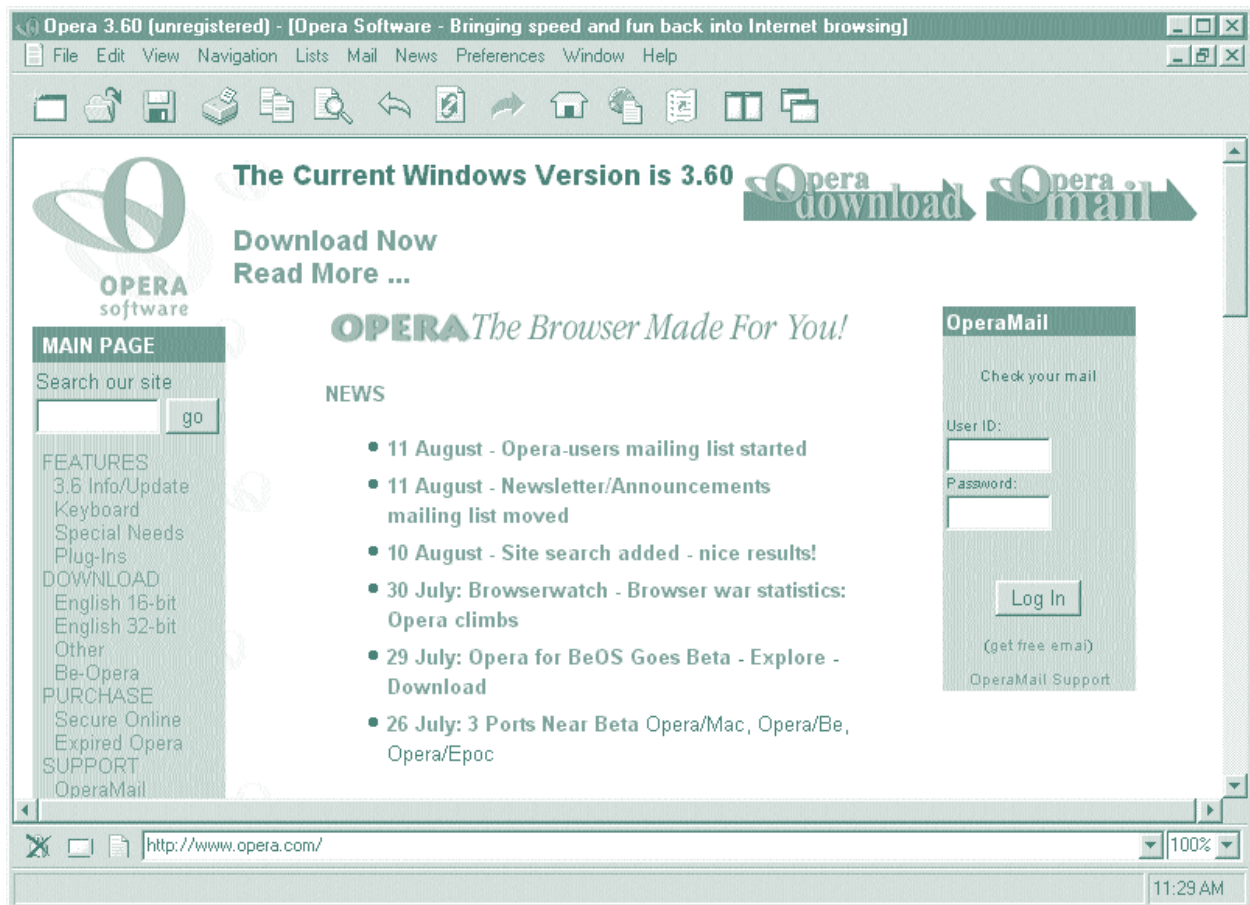 Opera 3.60 (unregistered) - [Opera Software - Bringing speed and fun back into Internet browsing]
File Edit View Navigation Lists Mail News Preferences Window Help
OPERA
software
The Current Windows Version is 3.60
Download Now
Read More ...
Opera
download
Opera
mail
MAIN PAGE
Search our site
go
FEATURES
3.6 Info/Update
Keyboard
Special Needs
Plug-Ins
DOWNLOAD
English 16-bit
English 32-bit
Other
Be-Opera
PURCHASE
Secure Online
Expired Opera
SUPPORT
OperaMail
OPERA The Browser Made For You!
NEWS
11 August - Opera-users mailing list started
11 August - Newsletter/Announcements
mailing list moved
10 August - Site search added - nice results!
30 July: Browserwatch - Browser war statistics:
Opera climbs
29 July: Opera for BeOS Goes Beta - Explore -
Download
26 July: 3 Ports Near Beta Opera/Mac, Opera/Be,
Opera/Epoc
OperaMail
Check your mail
User ID:
Password:
Log In
(get free emai)
OperaMail Support
http://www.opera.com/
100%
11:29 AM